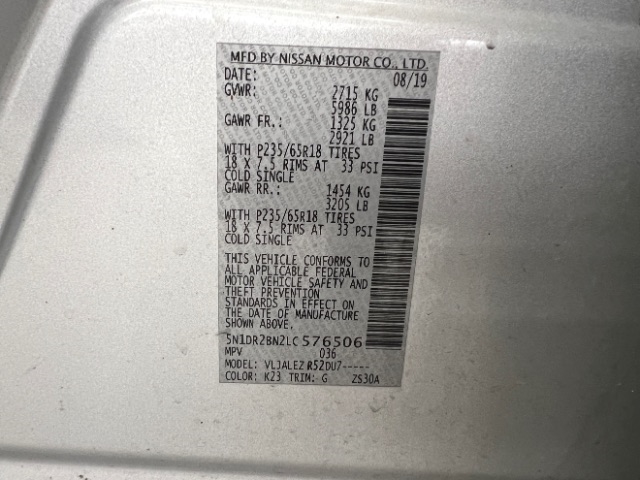 MFD BY NISSAN MOTOR CO., LTD.
DATE: 08/19
GVWR: 2715 KG
5986 LB
GAWR FR.: 1325 KG
2921 LB
WITH P235/65R18 TIRES
18 X 7.5 RIMS AT 33 PSI
COLD SINGLE
GAWR RR.: 1454 KG
3205 LB
WITH P235/65R18 TIRES
18 X 7.5 RIMS AT 33 PSI
COLD SINGLE
THIS VEHICLE CONFORMS TO
ALL APPLICABLE FEDERAL
MOTOR VEHICLE SAFETY AND
THEFT PREVENTION
STANDARDS IN EFFECT ON
THE DATE OF MANUFACTURE
SHOWN ABOVE.
5N1DR2BN2LC576506
MPV 036
MODEL: VLJALEZ R52DU7-----
COLOR: K23 TRIM: G ZS30A